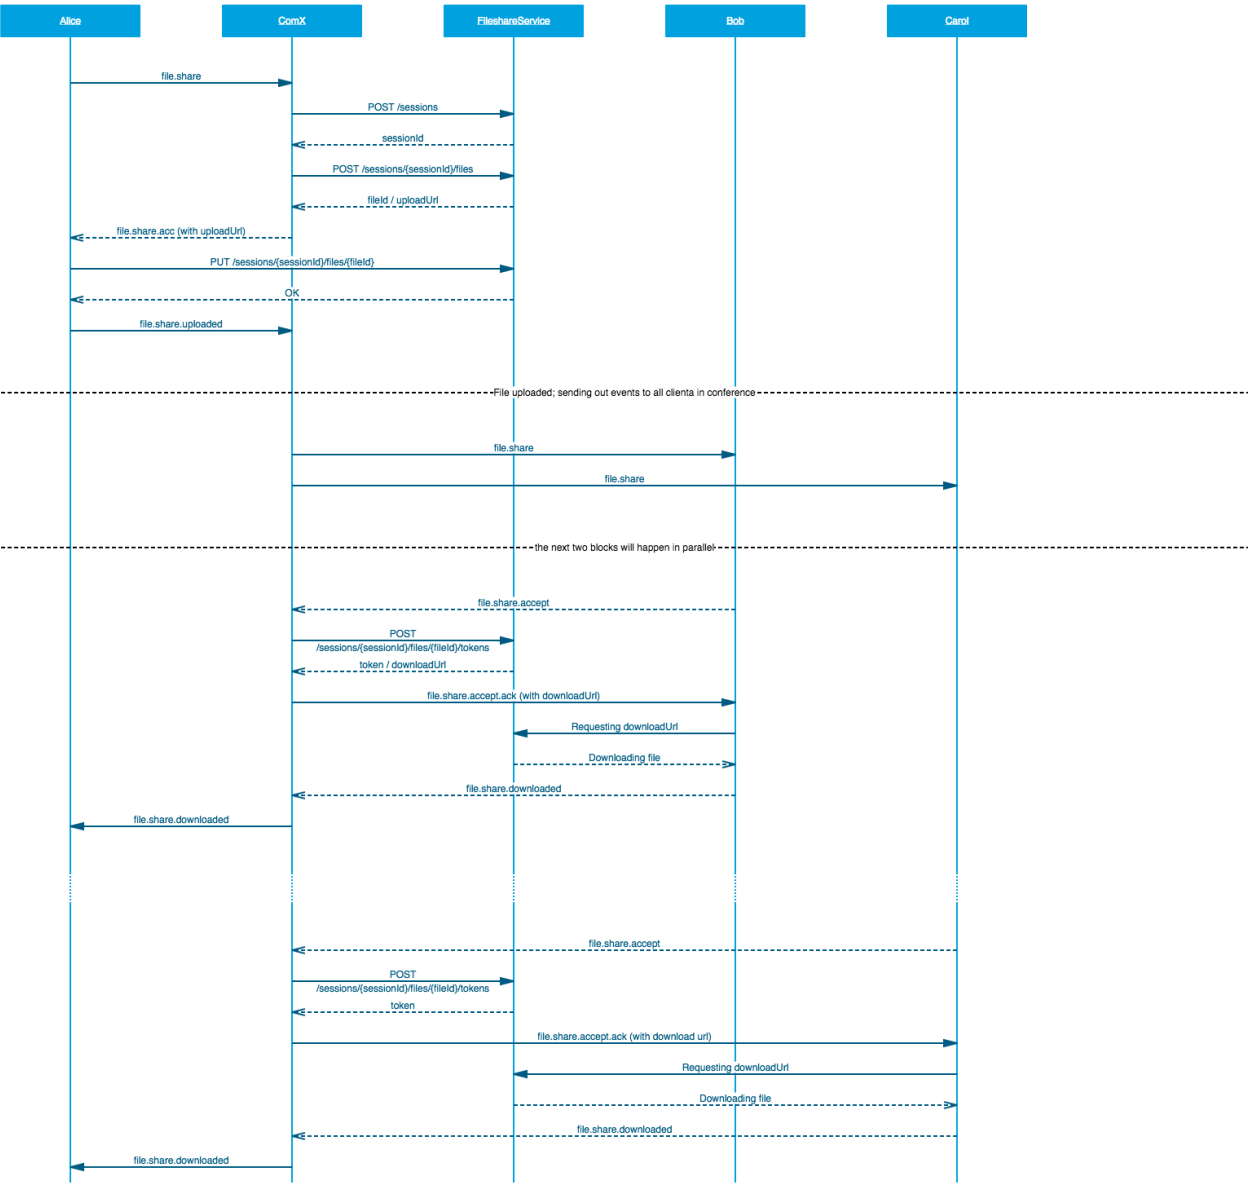 Alice
ComX
FileshareService
Bob
Carol
file.share
POST /sessions
sessionId
POST /sessions/{sessionId}/files
fileId / uploadUrl
file.share.acc (with uploadUrl)
PUT /sessions/{sessionId}/files/{fileId}
OK
file.share.uploaded
File uploaded; sending out events to all clienta in conference
file.share
file.share
the next two blocks will happen in parallel
file.share.accept
POST
/sessions/{sessionId}/files/{fileId}/tokens
token / downloadUrl
file.share.accept.ack (with downloadUrl)
Requesting downloadUrl
Downloading file
file.share.downloaded
file.share.downloaded
file.share.accept
POST
/sessions/{sessionId}/files/{fileId}/tokens
token
file.share.accept.ack (with download url)
Requesting downloadUrl
Downloading file
file.share.downloaded
file.share.downloaded